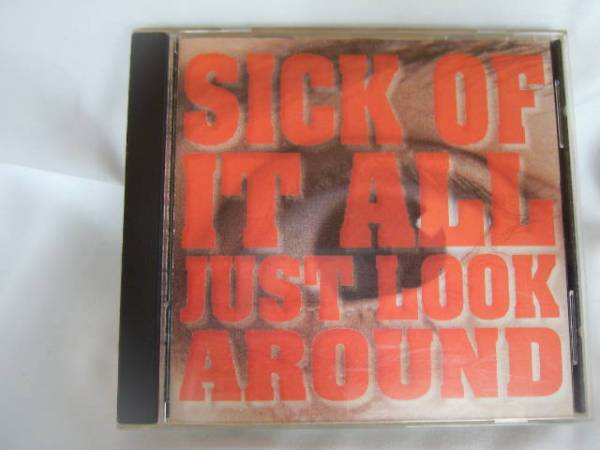 SICK OF
IT ALL
JUST LOOK
AROUND